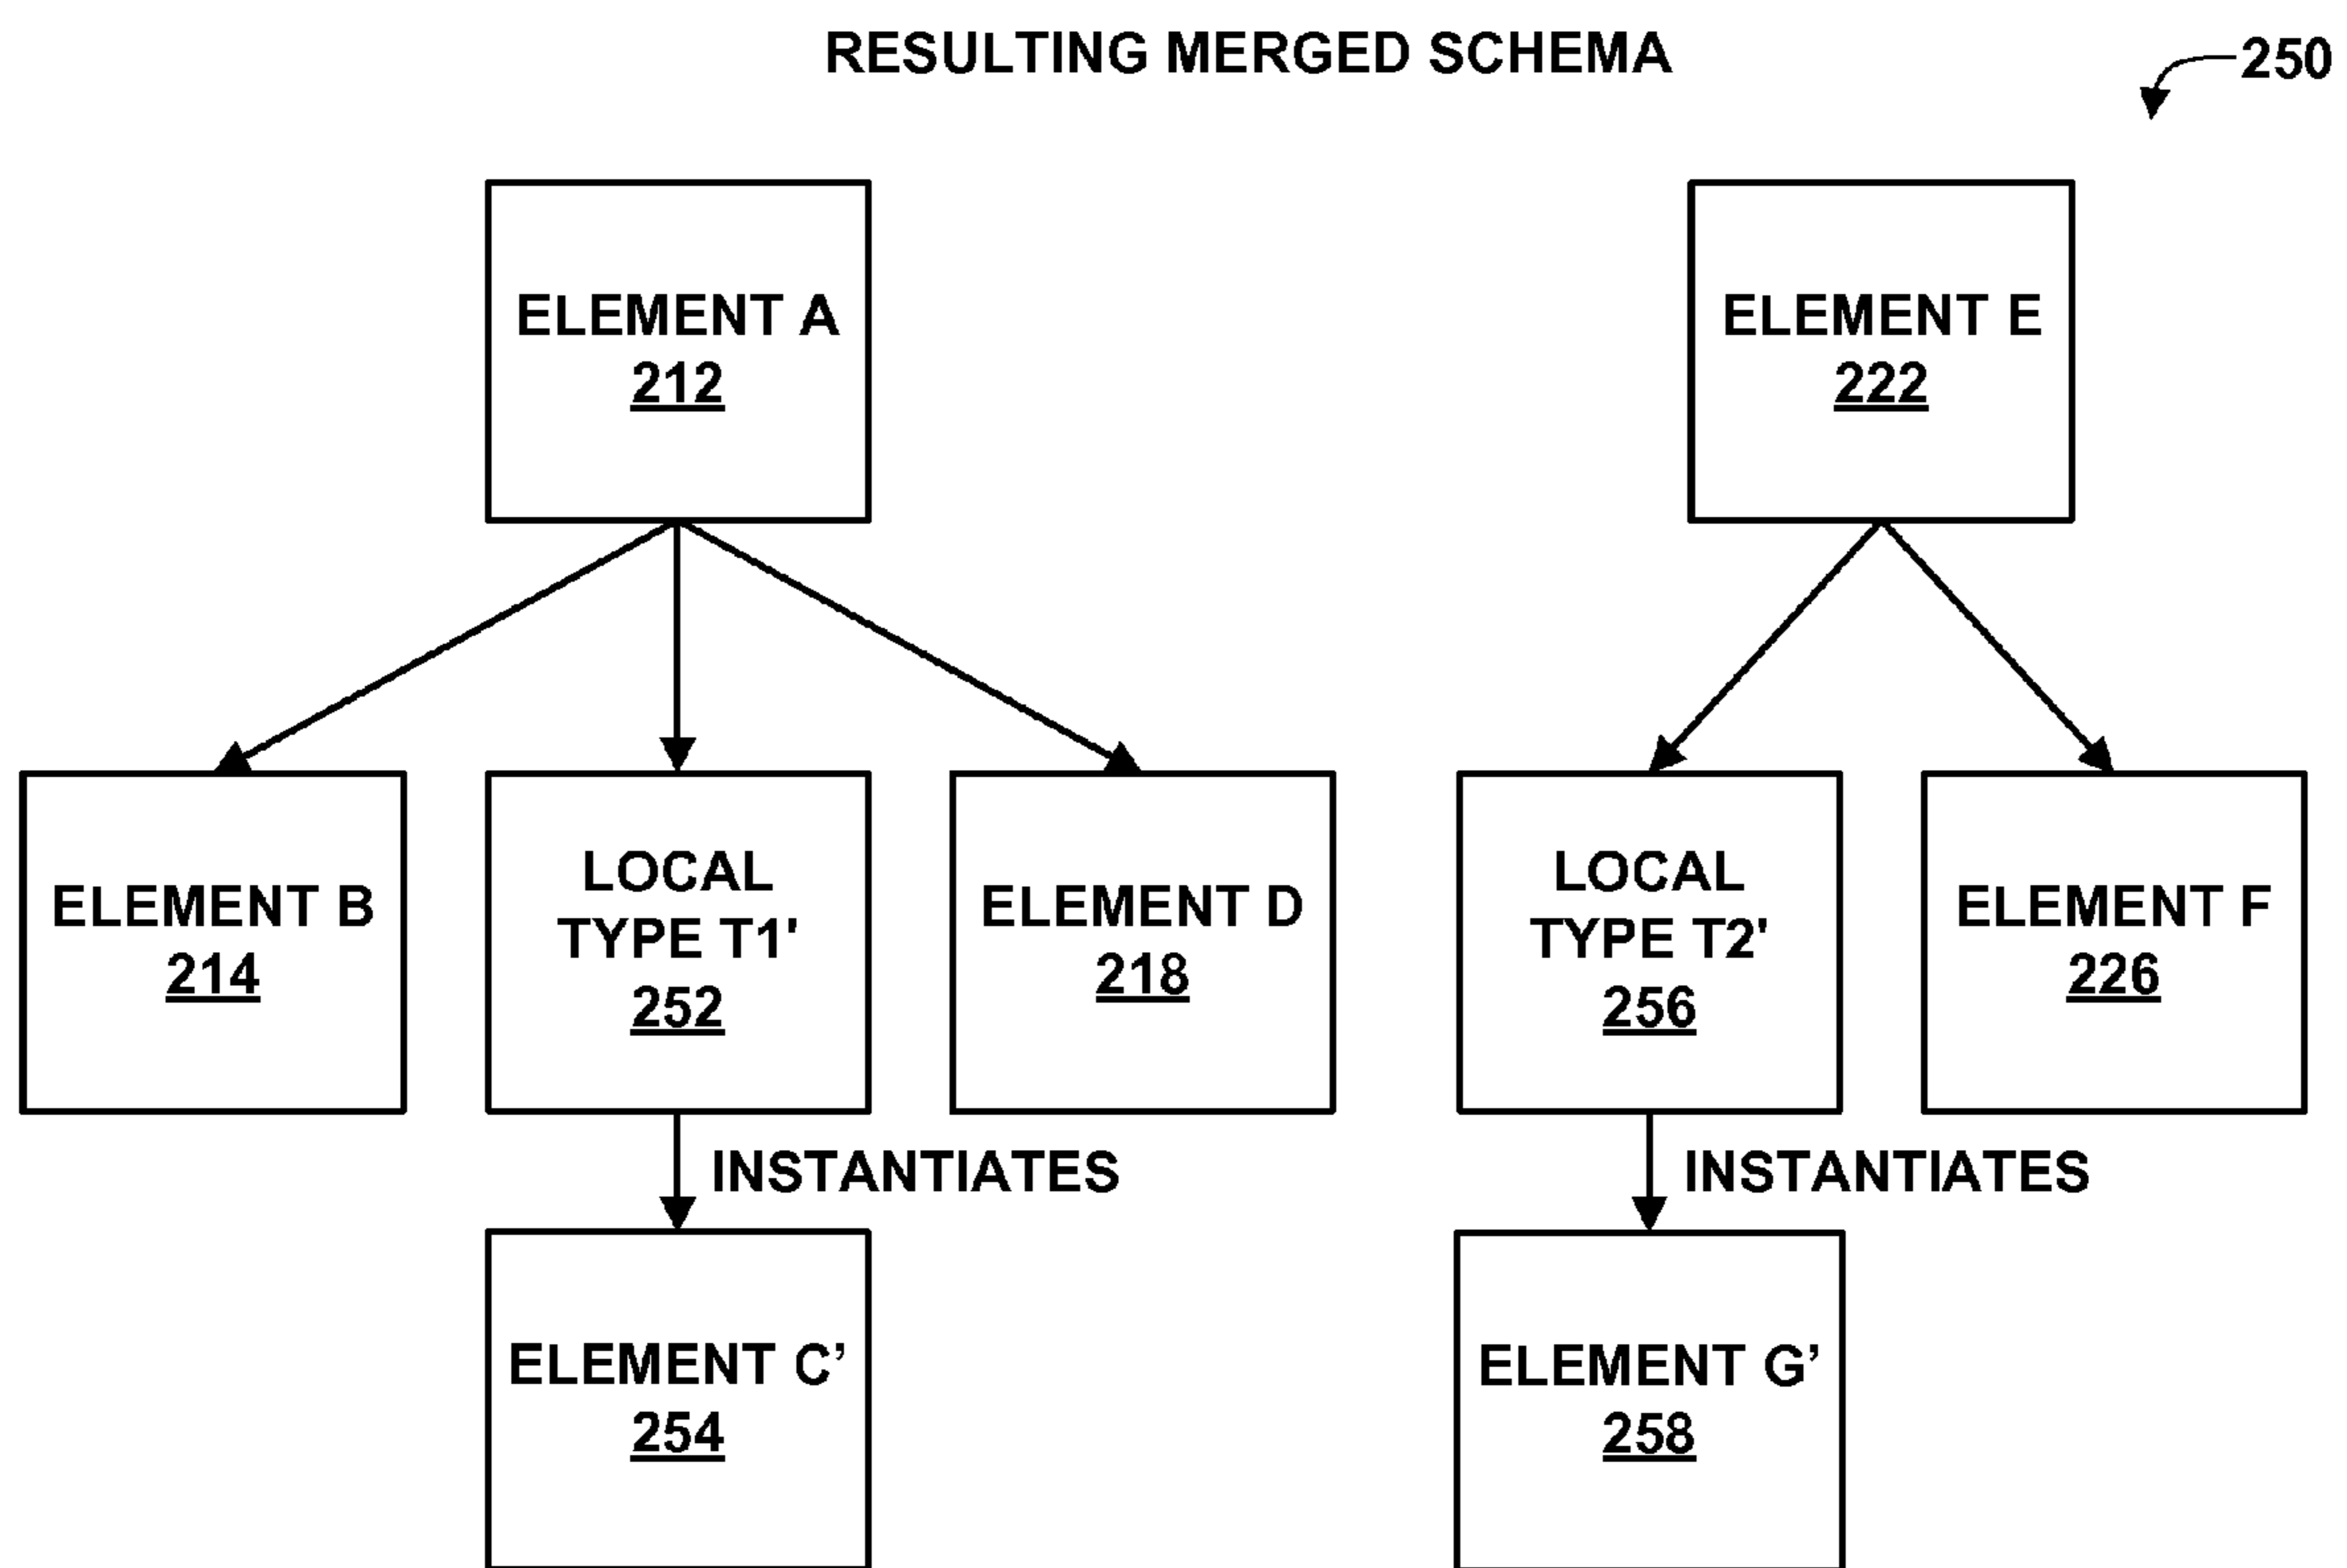 RESULTING MERGED SCHEMA
250
ELEMENT A
212
ELEMENT E
222
ELEMENT B
214
LOCAL
TYPE T1'
252
ELEMENT D
218
LOCAL
TYPE T2'
256
ELEMENT F
226
INSTANTIATES
INSTANTIATES
ELEMENT C’
254
ELEMENT G’
258